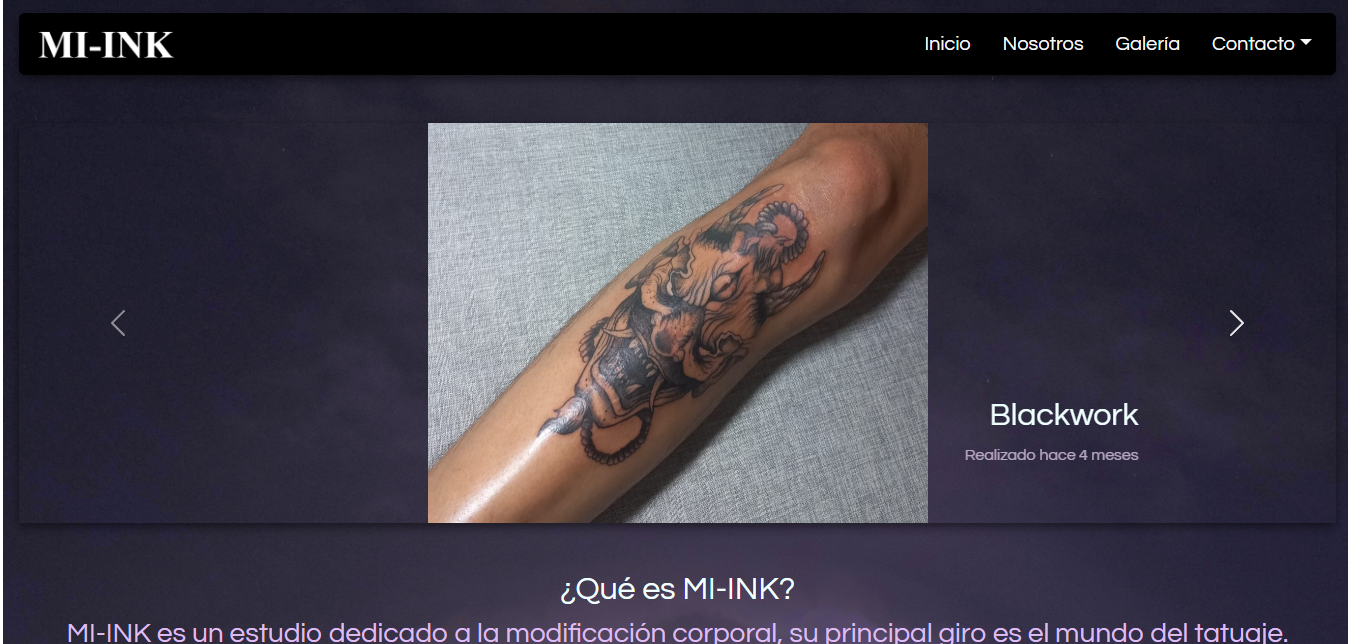 MI-INK
Inicio Nosotros Galería Contacto
Blackwork
Realizado hace 4 meses
¿Qué es MI-INK?
MI-INK es un estudio dedicado a la modificación corporal, su principal giro es el mundo del tatuaje.